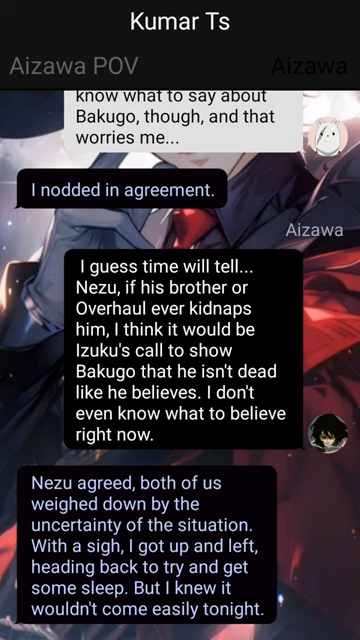 Kumar Ts
Aizawa POV
Aizawa
know what to say about
Bakugo, though, and that
worries me...
I nodded in agreement.
Aizawa
I guess time will tell...
Nezu, if his brother or
Overhaul ever kidnaps
him, I think it would be
Izuku's call to show
Bakugo that he isn't dead
like he believes. I don't
even know what to believe
right now.
Nezu agreed, both of us
weighed down by the
uncertainty of the situation.
With a sigh, I got up and left,
heading back to try and get
some sleep. But I knew it
wouldn't come easily tonight.